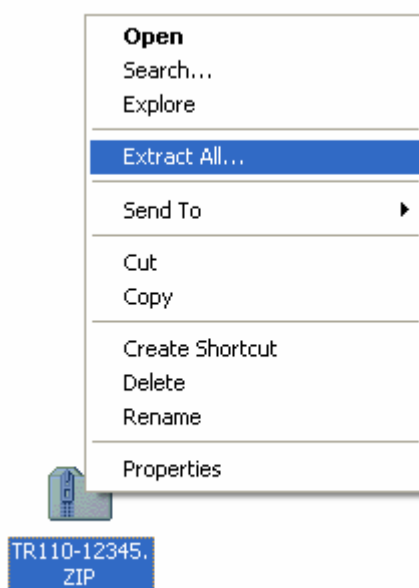 Open
Search...
Explore
Extract All...
Send To
Cut
Copy
Create Shortcut
Delete
Rename
Properties
TR110-12345.
ZIP